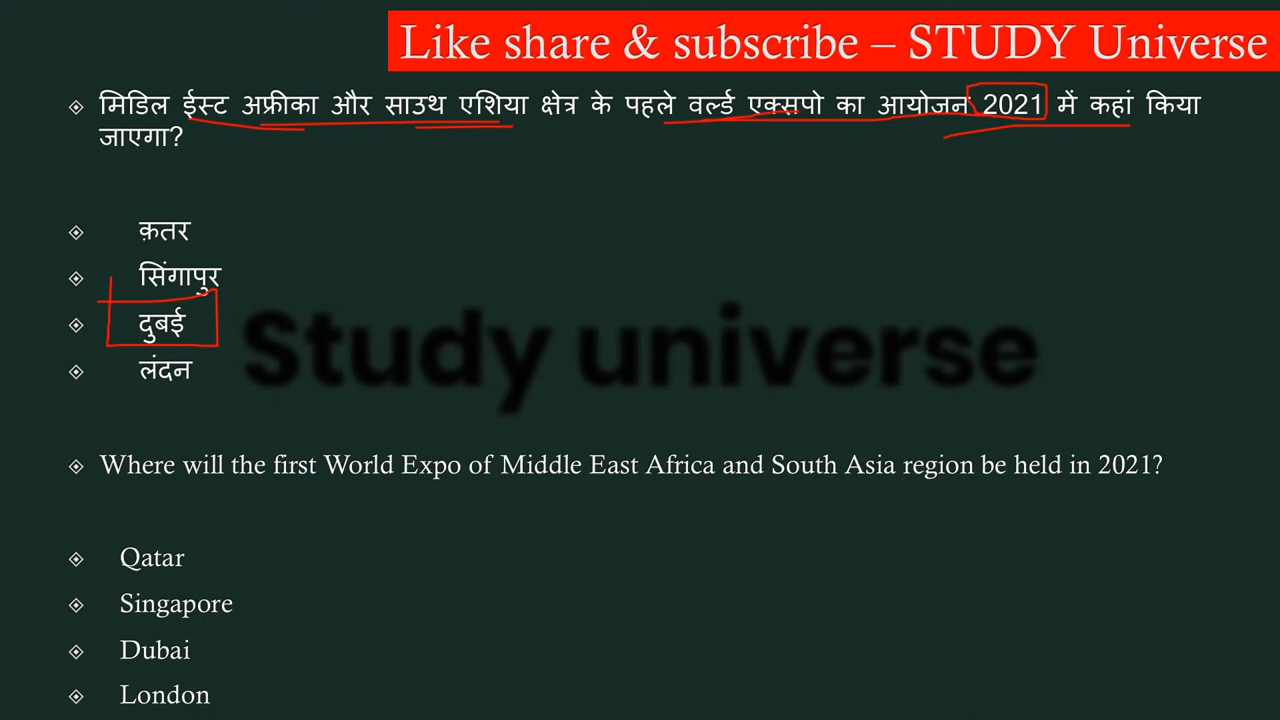 Like share & subscribe – STUDY Universe
मिडिल ईस्ट अफ्रीका और साउथ एशिया क्षेत्र के पहले वर्ल्ड एक्सपो का आयोजन 2021 में कहां किया
जाएगा?
क़तर
सिंगापुर
दुबई
लंदन
Study universe
Where will the first World Expo of Middle East Africa and South Asia region be held in 2021?
Qatar
Singapore
Dubai
London